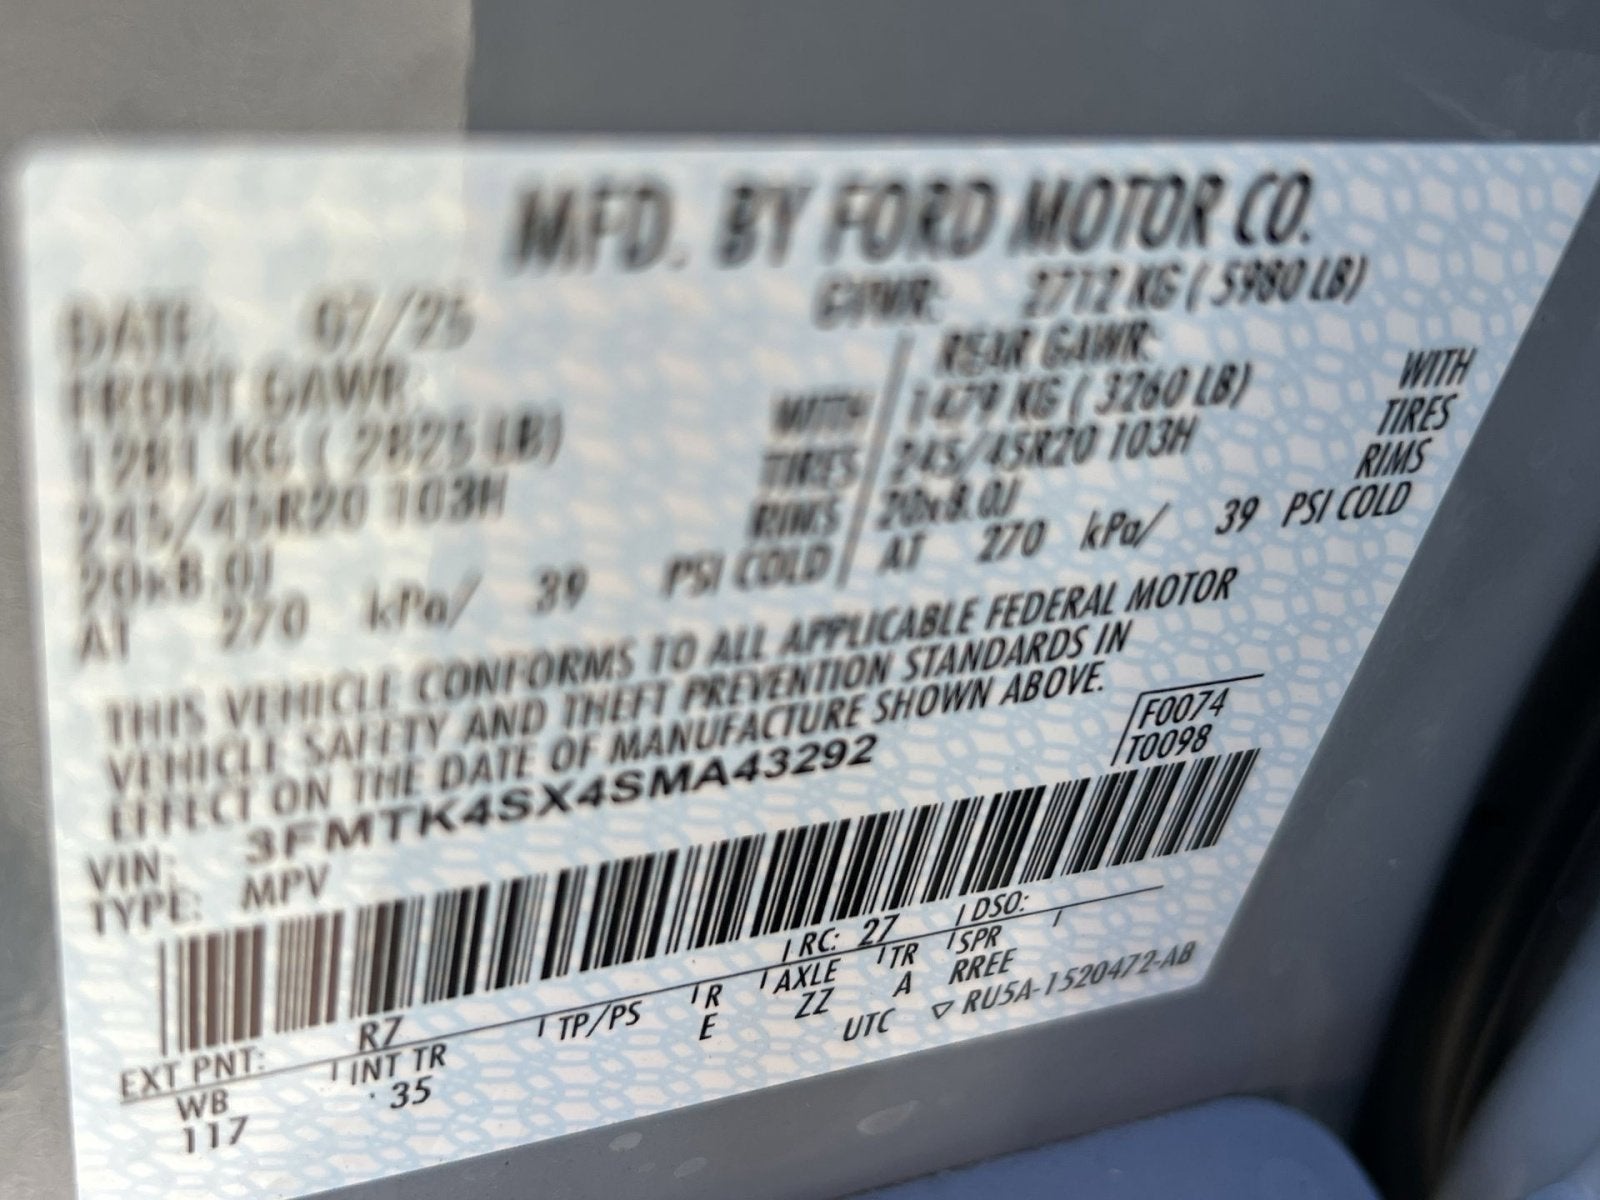 MFD. BY FORD MOTOR CO.
DATE: 07/25 GVWR: 2712 KG ( 5980 LB)
FRONT GAWR: REAR GAWR:
1281 KG ( 2825 LB) WITH 1479 KG ( 3260 LB) WITH
245/45R20 103H TIRES 245/45R20 103H TIRES
20x8.0J RIMS 20x8.0J RIMS
AT 270 kPa/ 39 PSI COLD AT 270 kPa/ 39 PSI COLD
THIS VEHICLE CONFORMS TO ALL APPLICABLE FEDERAL MOTOR
VEHICLE SAFETY AND THEFT PREVENTION STANDARDS IN
EFFECT ON THE DATE OF MANUFACTURE SHOWN ABOVE.
F0074
T0098
VIN: 3FMTK4SX4SMA43292
TYPE: MPV
EXT PNT: R7 RC: 27 DSO:
WB INT TR TP/PS R AXLE TR SPR
117 35 E ZZ A RREE
UTC ▽ RU5A-1520472-AB